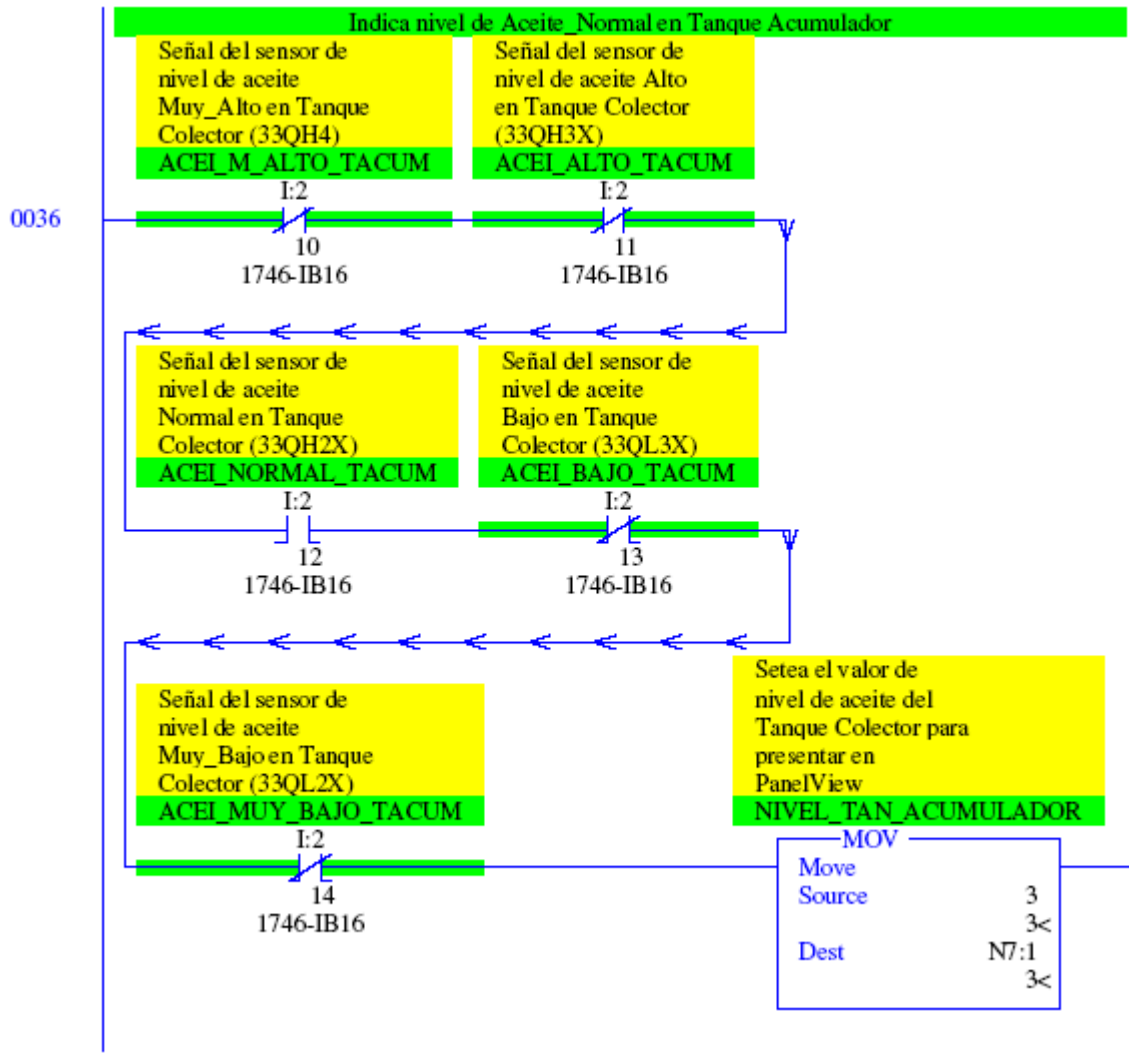 Indica nivel de Aceite_Normal en Tanque Acumulador
Señal del sensor de
nivel de aceite
Muy_Alto en Tanque
Colector (33QH4)
ACEI_M_ALTO_TACUM
I:2
10
1746-IB16
Señal del sensor de
nivel de aceite Alto
en Tanque Colector
(33QH3X)
ACEI_ALTO_TACUM
I:2
11
1746-IB16
0036
Señal del sensor de
nivel de aceite
Normal en Tanque
Colector (33QH2X)
ACEI_NORMAL_TACUM
I:2
12
1746-IB16
Señal del sensor de
nivel de aceite
Bajo en Tanque
Colector (33QL3X)
ACEI_BAJO_TACUM
I:2
13
1746-IB16
Señal del sensor de
nivel de aceite
Muy_Bajo en Tanque
Colector (33QL2X)
ACEI_MUY_BAJO_TACUM
I:2
14
1746-IB16
Setea el valor de
nivel de aceite del
Tanque Colector para
presentar en
PanelView
NIVEL_TAN_ACUMULADOR
MOV
Move
Source 3
3<
Dest N7:1
3<